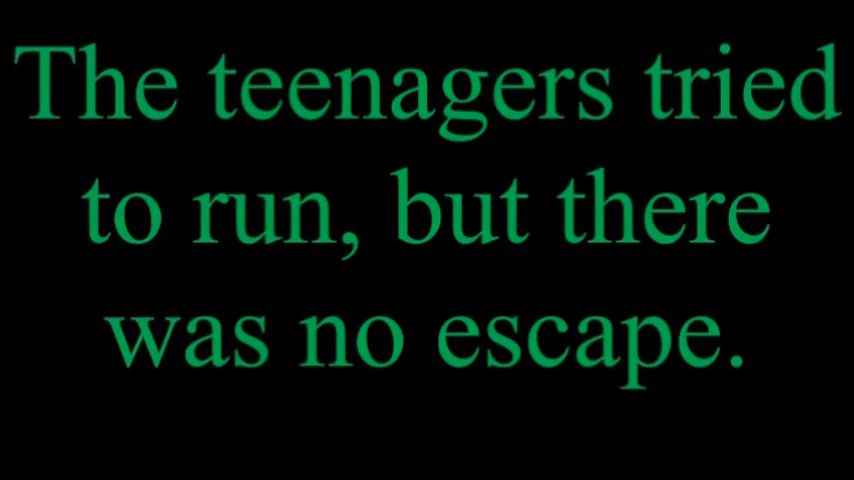 The teenagers tried
to run, but there
was no escape.